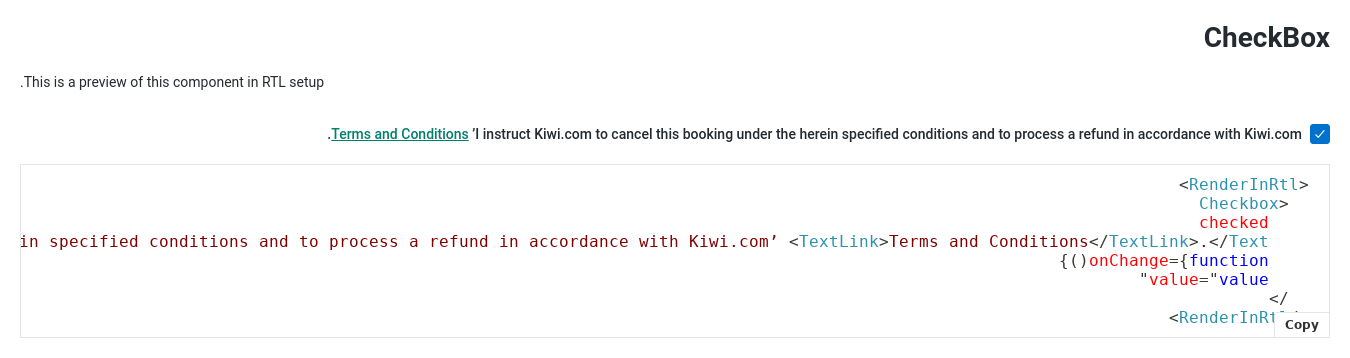 CheckBox
.This is a preview of this component in RTL setup
.Terms and Conditions ’I instruct Kiwi.com to cancel this booking under the herein specified conditions and to process a refund in accordance with Kiwi.com
<RenderInRtl>
Checkbox>
checked
in specified conditions and to process a refund in accordance with Kiwi.com’ <TextLink>Terms and Conditions</TextLink>.</Text
{()onChange={function
"value="value
</
<RenderInRt
Copy